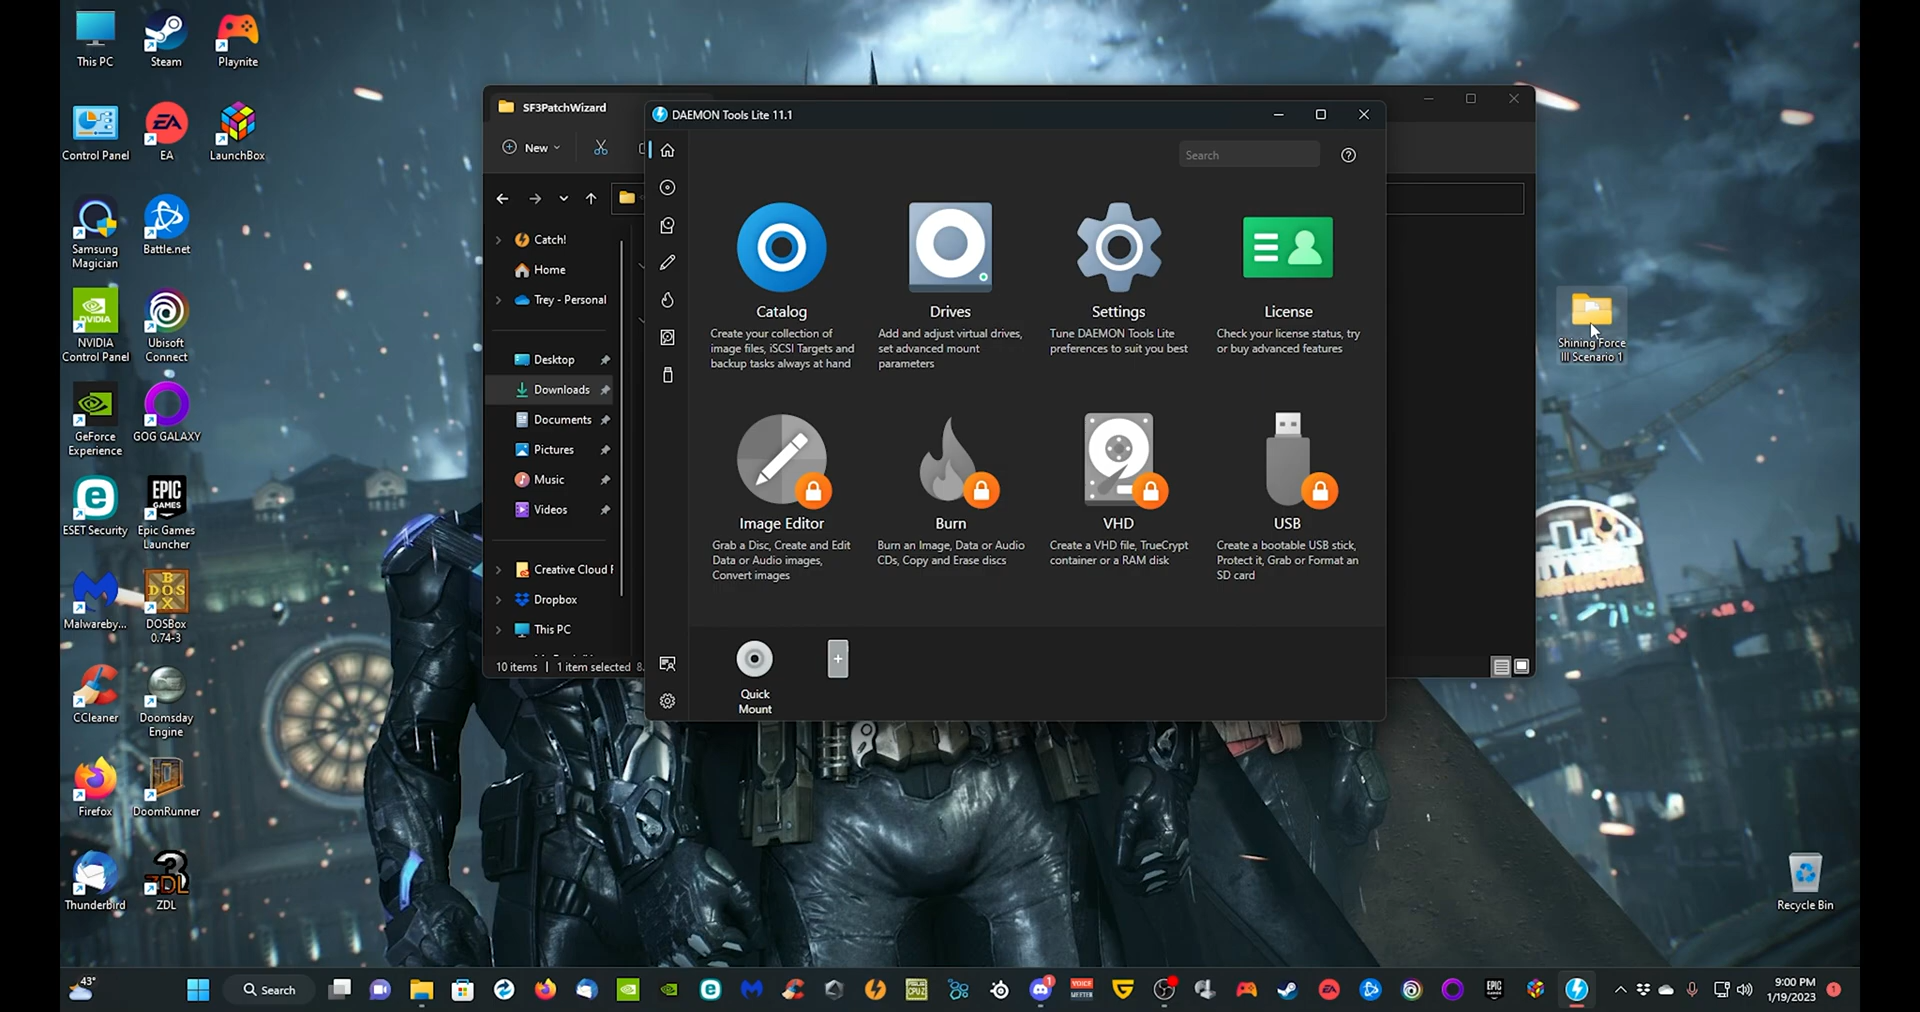 This PC
Steam
Playnite
Control Panel
EA
LaunchBox
Samsung
Magician
Battle.net
NVIDIA
NVIDIA
Control Panel
Ubisoft
Connect
GeForce
Experience
GOG GALAXY
ESET Security
EPIC
GAMES
Epic Games
Launcher
Malwareby...
DOSBox
0.74-3
CCleaner
Doomsday
Engine
Firefox
DoomRunner
Thunderbird
ZDL
SF3PatchWizard
New
Catch!
Home
Trey - Personal
Desktop
Downloads
Documents
Pictures
Music
Videos
Creative Cloud F
Dropbox
This PC
10 items | 1 item selected 8.
DAEMON Tools Lite 11.1
Search
Catalog
Create your collection of
image files, iSCSI Targets and
backup tasks always at hand
Drives
Add and adjust virtual drives,
set advanced mount
parameters
Settings
Tune DAEMON Tools Lite
preferences to suit you best
License
Check your license status, try
or buy advanced features
Image Editor
Grab a Disc, Create and Edit
Data or Audio images,
Convert images
Burn
Burn an Image, Data or Audio
CDs, Copy and Erase discs
VHD
Create a VHD file, TrueCrypt
container or a RAM disk
USB
Create a bootable USB stick,
Protect it, Grab or Format an
SD card
Quick
Mount
Shining Force
III Scenario 1
Recycle Bin
43°
Search
9:00 PM
1/19/2023
1